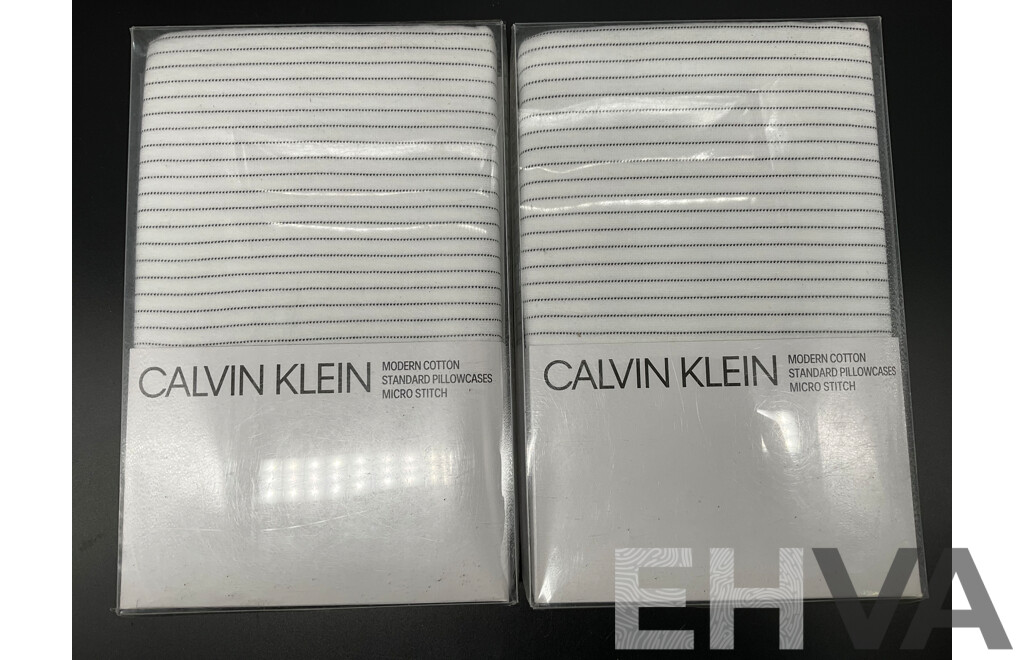 CALVIN KLEIN
MODERN COTTON
STANDARD PILLOWCASES
MICRO STITCH
CALVIN KLEIN
MODERN COTTON
STANDARD PILLOWCASES
MICRO STITCH
EHVA